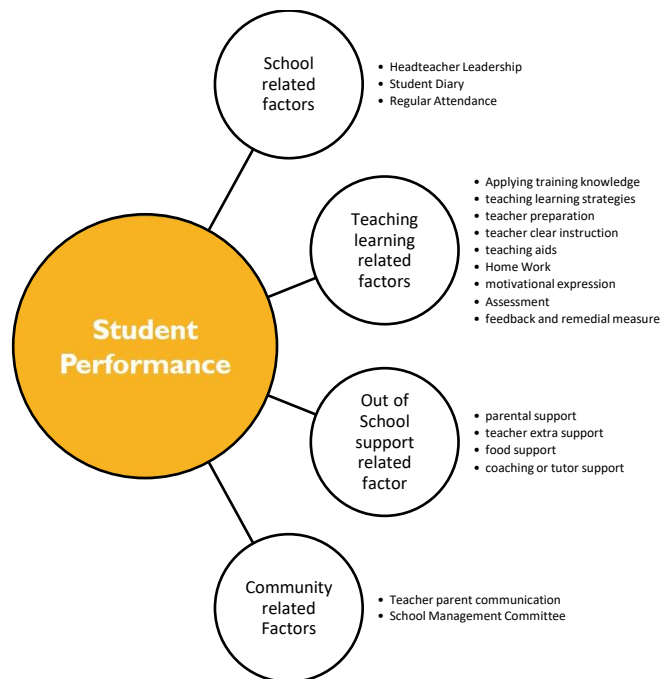 School
related
factors
• Headteacher Leadership
• Student Diary
• Regular Attendance
Teaching
learning
related
factors
• Applying training knowledge
• teaching learning strategies
• teacher preparation
• teacher clear instruction
• teaching aids
• Home Work
• motivational expression
• Assessment
• feedback and remedial measure
Student
Performance
Out of
School
support
related
factor
• parental support
• teacher extra support
• food support
• coaching or tutor support
Community
related
Factors
• Teacher parent communication
• School Management Committee